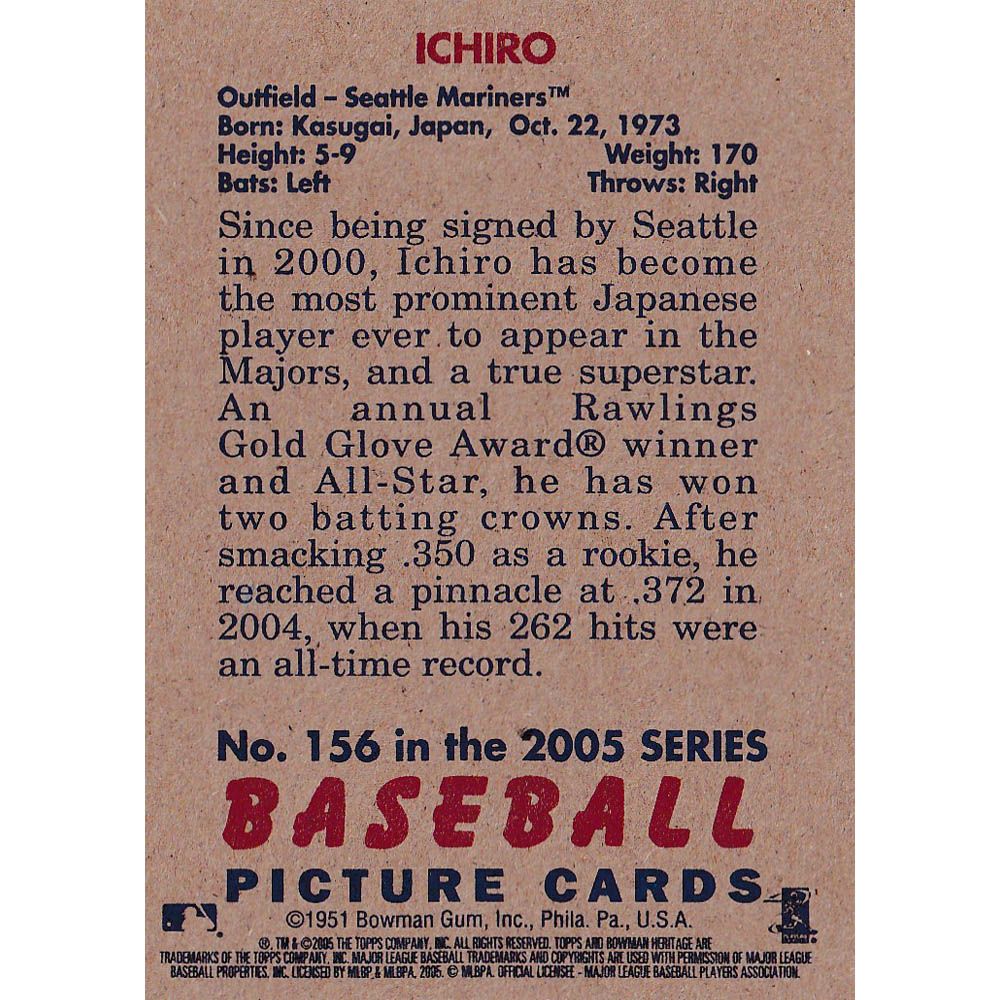 ICHIRO
Outfield – Seattle Mariners™
Born: Kasugai, Japan, Oct. 22, 1973
Height: 5-9 Weight: 170
Bats: Left Throws: Right
Since being signed by Seattle
in 2000, Ichiro has become
the most prominent Japanese
player ever to appear in the
Majors, and a true superstar.
An annual Rawlings
Gold Glove Award® winner
and All-Star, he has won
two batting crowns. After
smacking .350 as a rookie, he
reached a pinnacle at .372 in
2004, when his 262 hits were
an all-time record.
No. 156 in the 2005 SERIES
BASEBALL
PICTURE CARDS
©1951 Bowman Gum, Inc., Phila. Pa., U.S.A.
®, TM & ©2005 THE TOPPS COMPANY, INC. ALL RIGHTS RESERVED. TOPPS AND BOWMAN HERITAGE ARE
TRADEMARKS OF THE TOPPS COMPANY, INC. MAJOR LEAGUE BASEBALL TRADEMARKS AND COPYRIGHTS ARE USED WITH PERMISSION OF MAJOR LEAGUE
BASEBALL PROPERTIES, INC. LICENSED BY MLBP & MLBPA, 2005. © MLBPA. OFFICIAL LICENSEE - MAJOR LEAGUE BASEBALL PLAYERS ASSOCIATION.